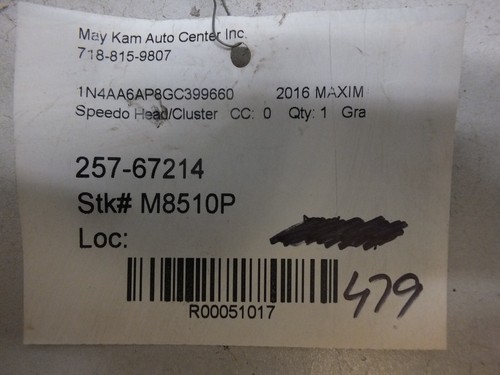 May Kam Auto Center Inc.
718-815-9807
1N4AA6AP8GC399660 2016 MAXIM
Speedo Head/Cluster CC: 0 Qty: 1 Gra
257-67214
Stk# M8510P
Loc:
R00051017
479